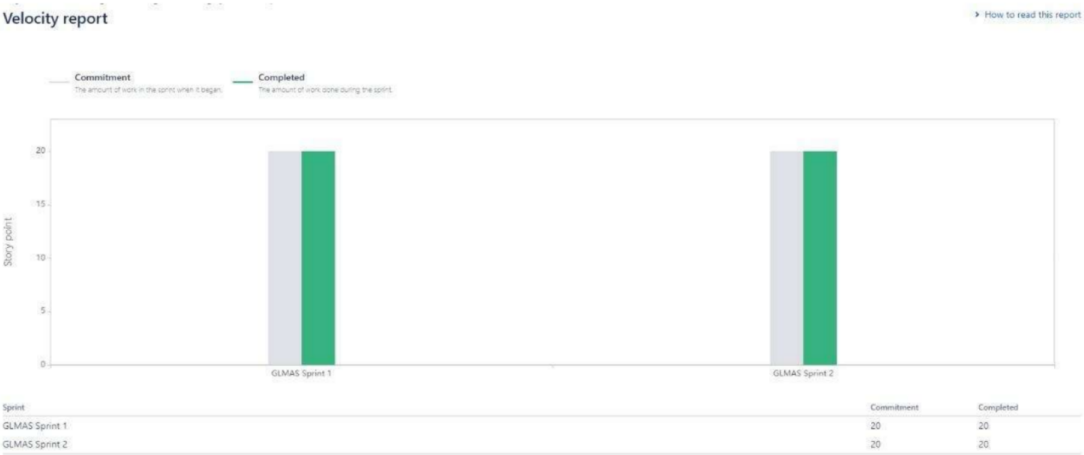 Velocity report
> How to read this report
Commitment
The amount of work in the sprint when it began.
Completed
The amount of work done during the sprint.
20
15
10
5
0
Story point
GLMAS Sprint 1
GLMAS Sprint 2
Sprint Commitment Completed
GLMAS Sprint 1 20 20
GLMAS Sprint 2 20 20